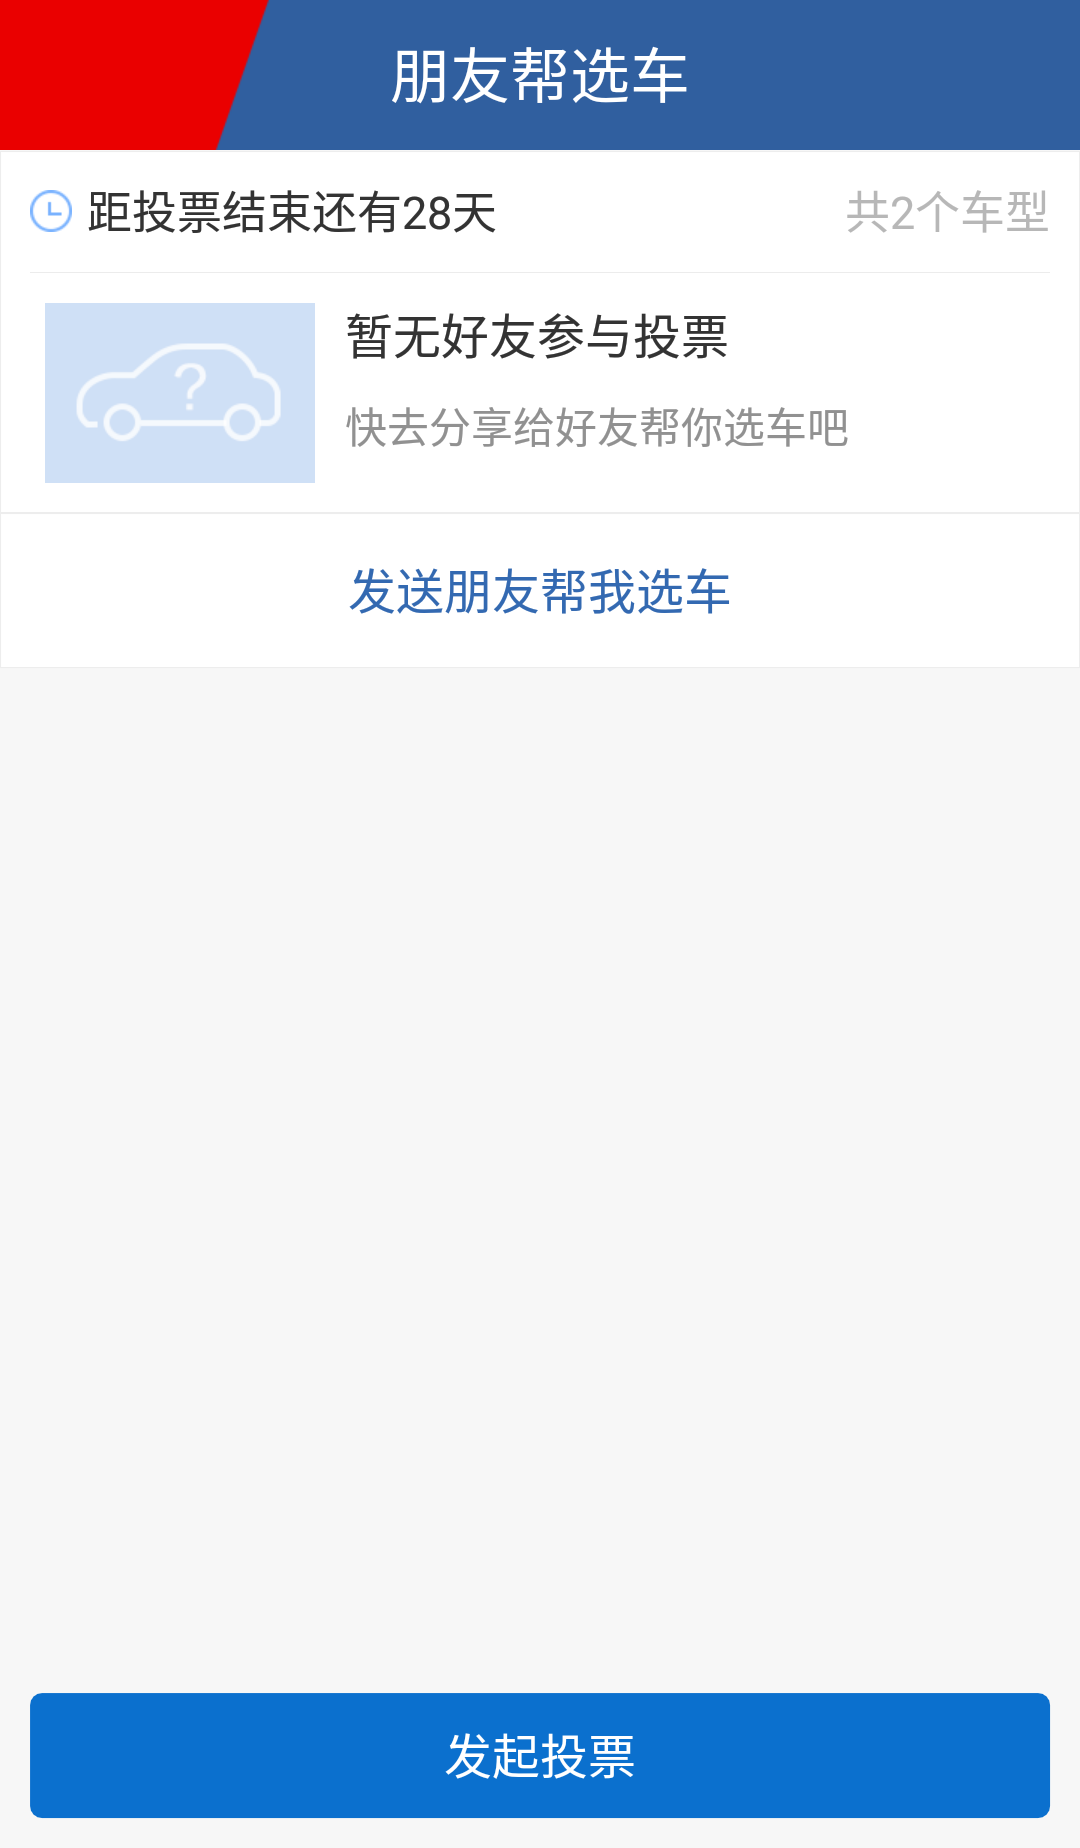 朋友帮选车
距投票结束还有28天
共2个车型
?
暂无好友参与投票
快去分享给好友帮你选车吧
发送朋友帮我选车
发起投票